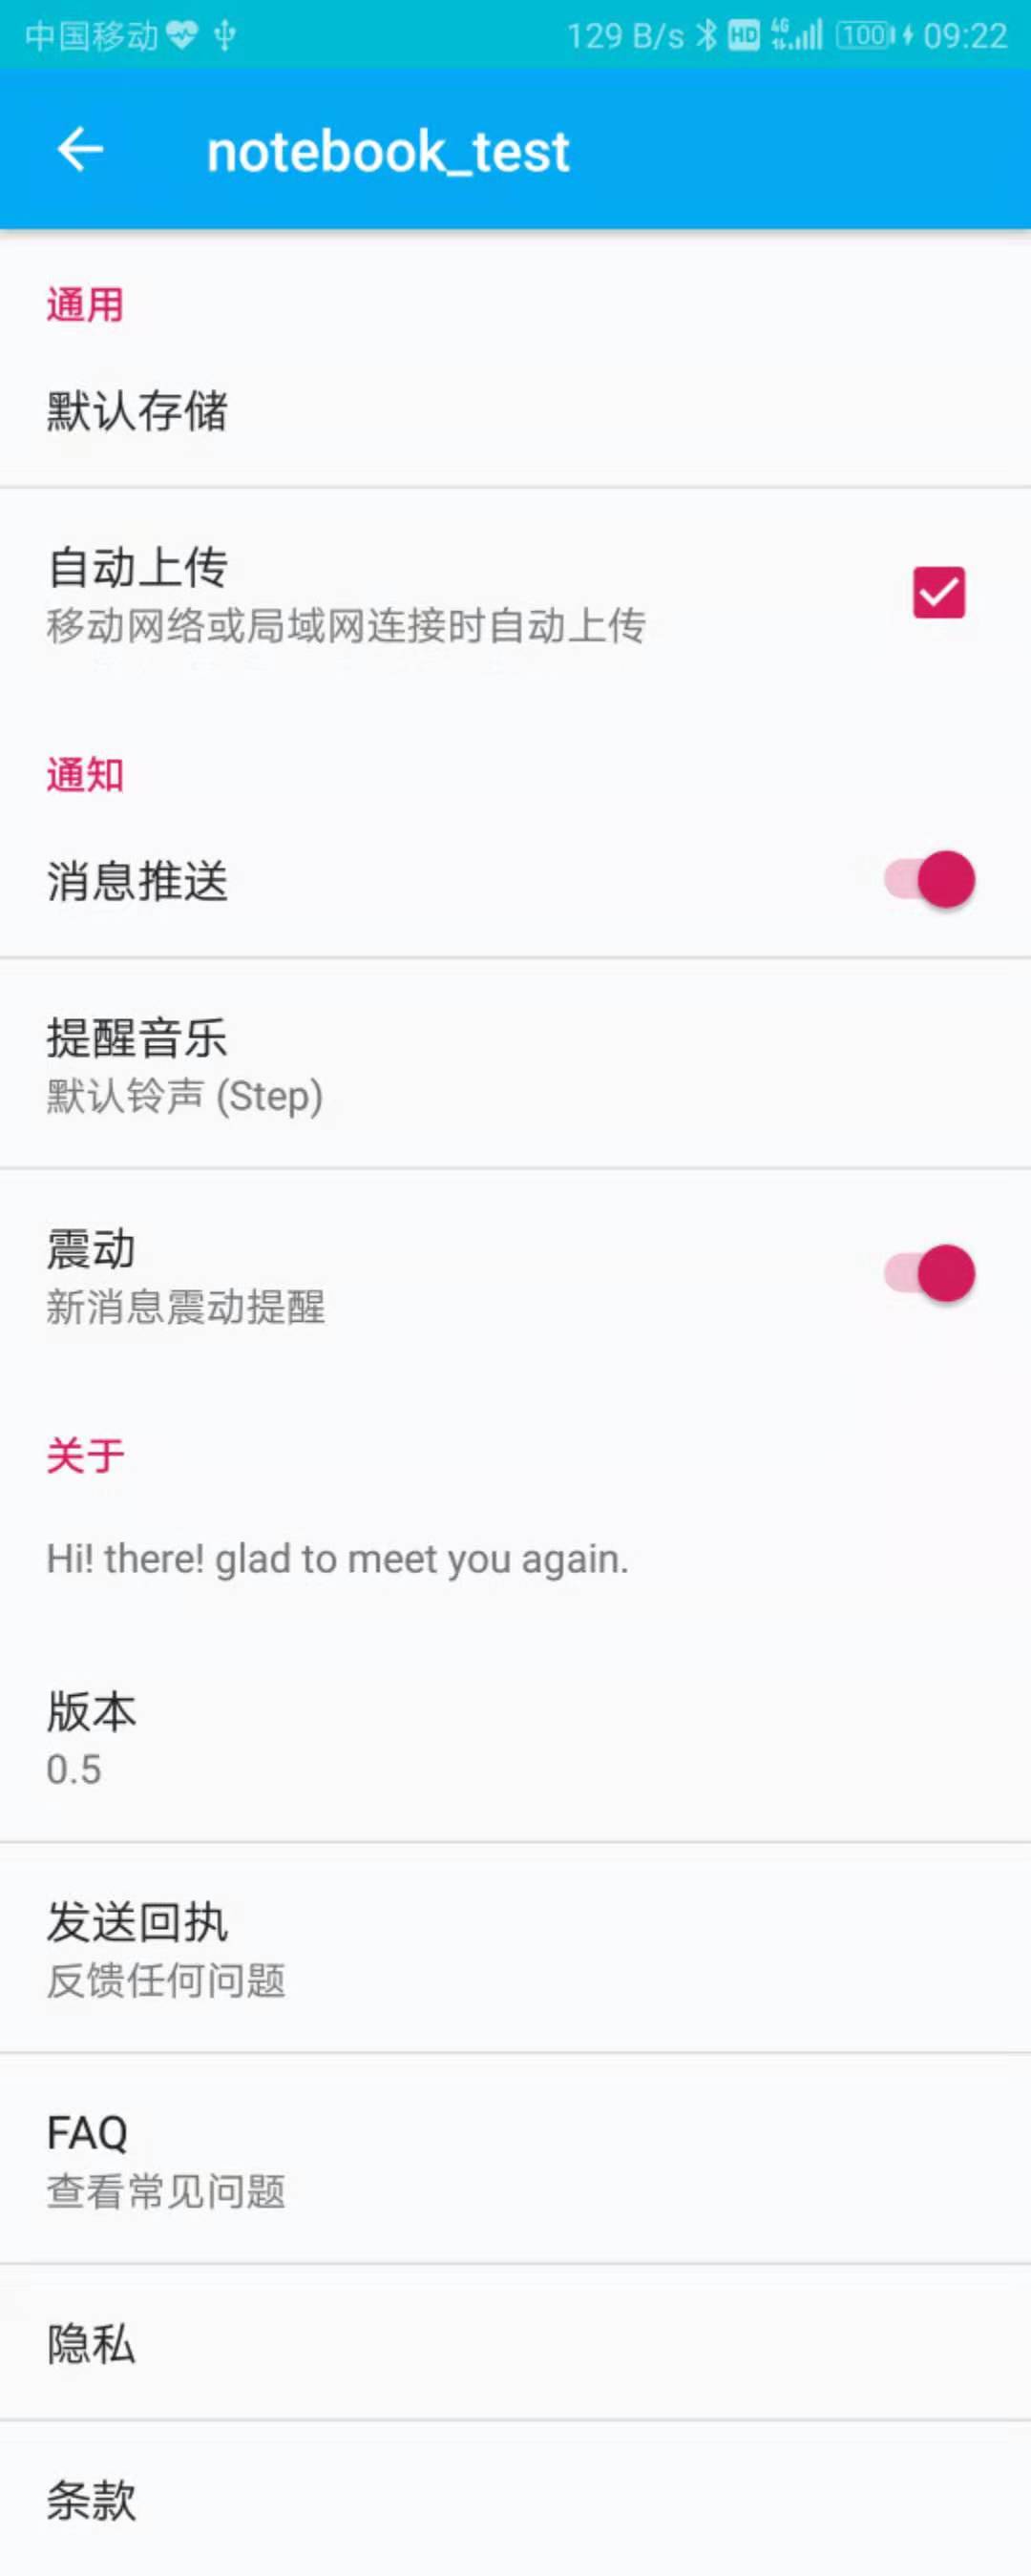 中国移动 129 B/s HD 4G 100 09:22
notebook_test
通用
默认存储
自动上传
移动网络或局域网连接时自动上传
通知
消息推送
提醒音乐
默认铃声 (Step)
震动
新消息震动提醒
关于
Hi! there! glad to meet you again.
版本
0.5
发送回执
反馈任何问题
FAQ
查看常见问题
隐私
条款